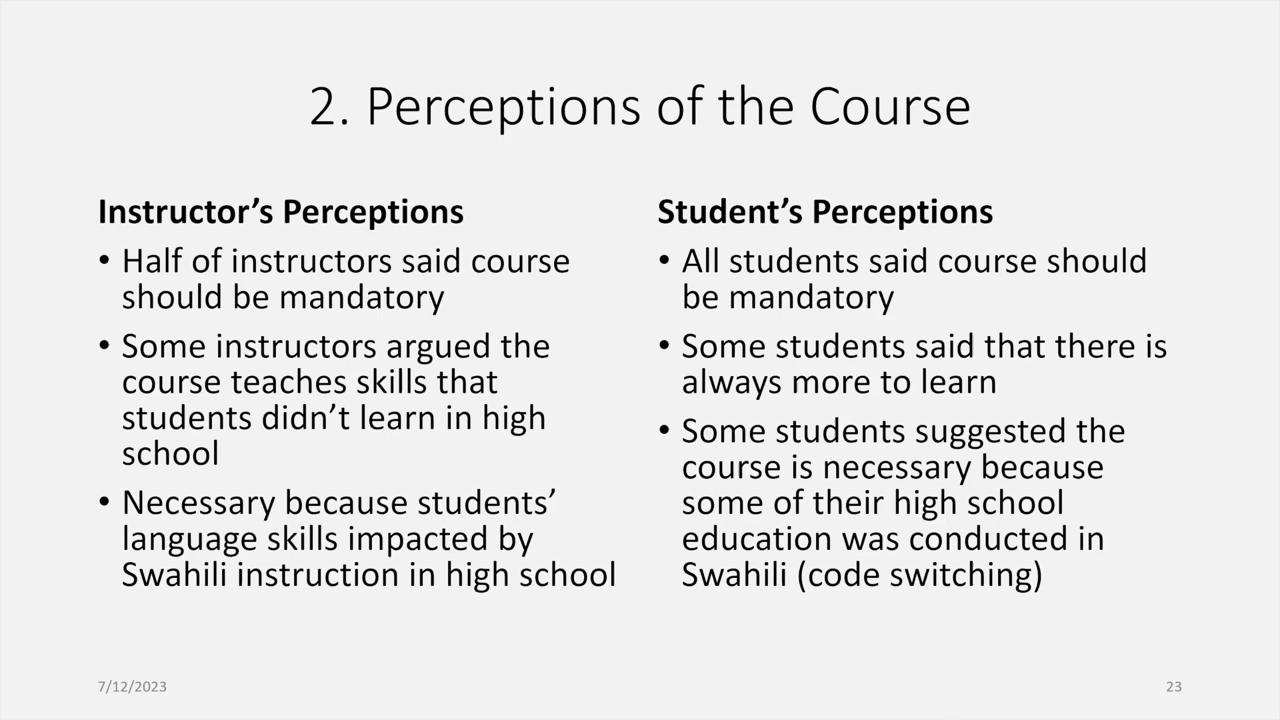 2. Perceptions of the Course
Instructor’s Perceptions
• Half of instructors said course
should be mandatory
• Some instructors argued the
course teaches skills that
students didn’t learn in high
school
• Necessary because students’
language skills impacted by
Swahili instruction in high school
Student’s Perceptions
• All students said course should
be mandatory
• Some students said that there is
always more to learn
• Some students suggested the
course is necessary because
some of their high school
education was conducted in
Swahili (code switching)
7/12/2023
23